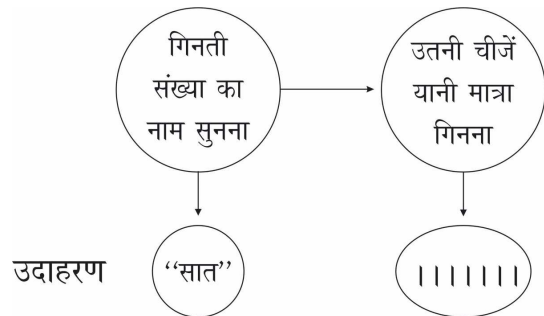 गिनती
संख्या का
नाम सुनना
उतनी चीजें
यानी मात्रा
गिनना
उदाहरण
‘‘सात’’
|||||||